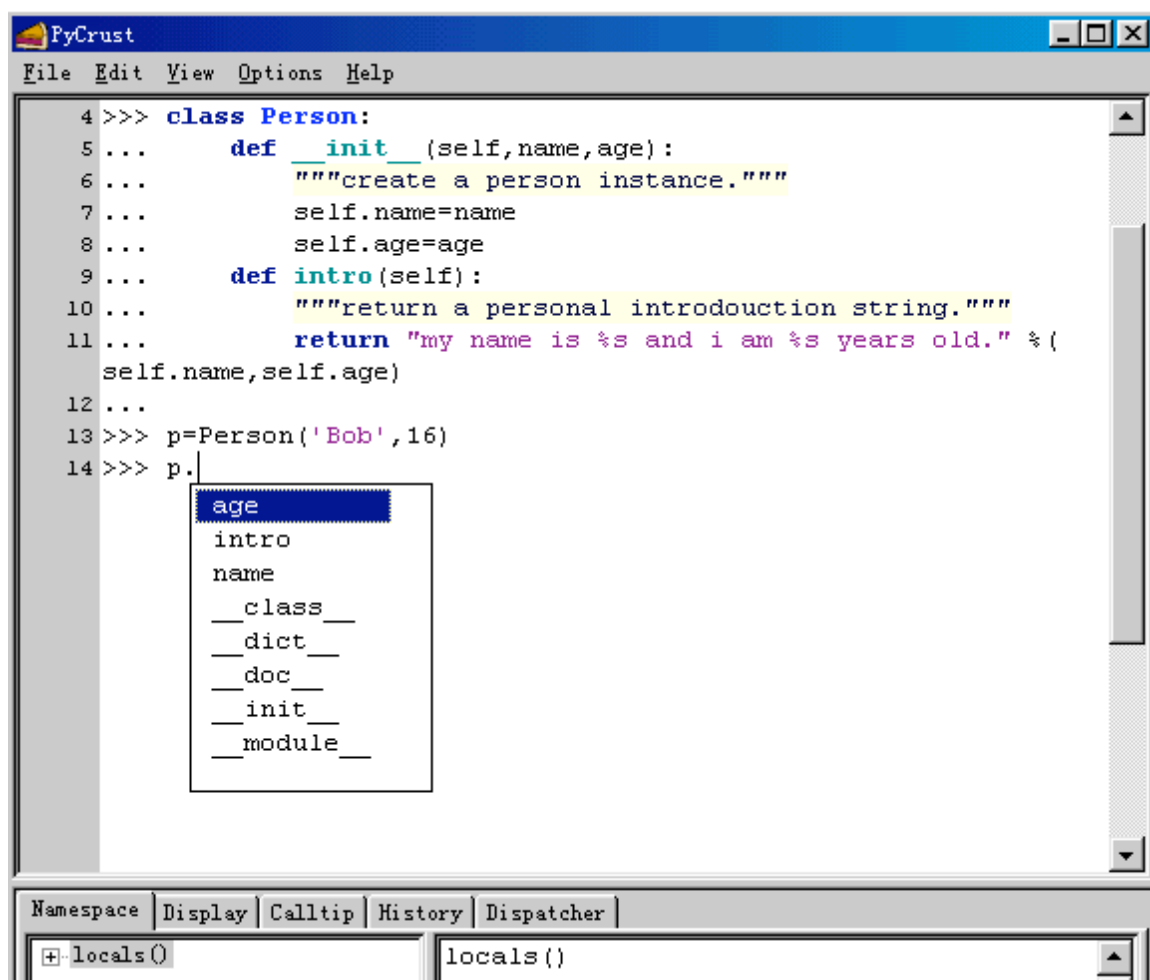 PyCrust
File Edit View Options Help
4 >>> class Person:
5 ...     def __init__(self,name,age):
6 ...         """create a person instance."""
7 ...         self.name=name
8 ...         self.age=age
9 ...     def intro(self):
10 ...         """return a personal introdouction string."""
11 ...         return "my name is %s and i am %s years old." %(
self.name,self.age)
12 ...
13 >>> p=Person('Bob',16)
14 >>> p.
age
intro
name
__class__
__dict__
__doc__
__init__
__module__
Namespace Display Calltip History Dispatcher
locals() locals()